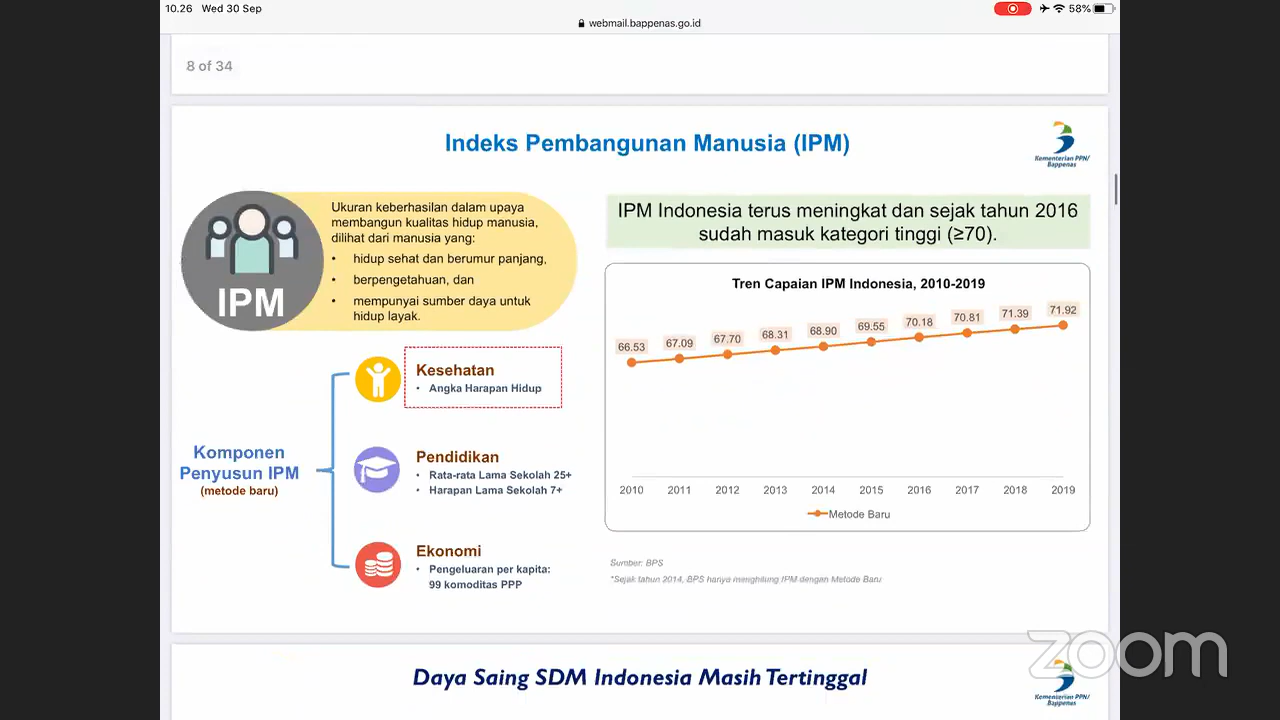 10.26 Wed 30 Sep
58%
webmail.bappenas.go.id
8 of 34
Indeks Pembangunan Manusia (IPM)
Kementerian PPN/
Bappenas
IPM
Ukuran keberhasilan dalam upaya
membangun kualitas hidup manusia,
dilihat dari manusia yang:
• hidup sehat dan berumur panjang,
• berpengetahuan, dan
• mempunyai sumber daya untuk
hidup layak.
Komponen
Penyusun IPM
(metode baru)
Kesehatan
• Angka Harapan Hidup
Pendidikan
• Rata-rata Lama Sekolah 25+
• Harapan Lama Sekolah 7+
Ekonomi
• Pengeluaran per kapita:
99 komoditas PPP
IPM Indonesia terus meningkat dan sejak tahun 2016
sudah masuk kategori tinggi (≥70).
Tren Capaian IPM Indonesia, 2010-2019
66.53 67.09 67.70 68.31 68.90 69.55 70.18 70.81 71.39 71.92
2010 2011 2012 2013 2014 2015 2016 2017 2018 2019
Metode Baru
Sumber: BPS
*Sejak tahun 2014, BPS hanya menghitung IPM dengan Metode Baru
Daya Saing SDM Indonesia Masih Tertinggal
Kementerian PPN/
Bappenas
zoom